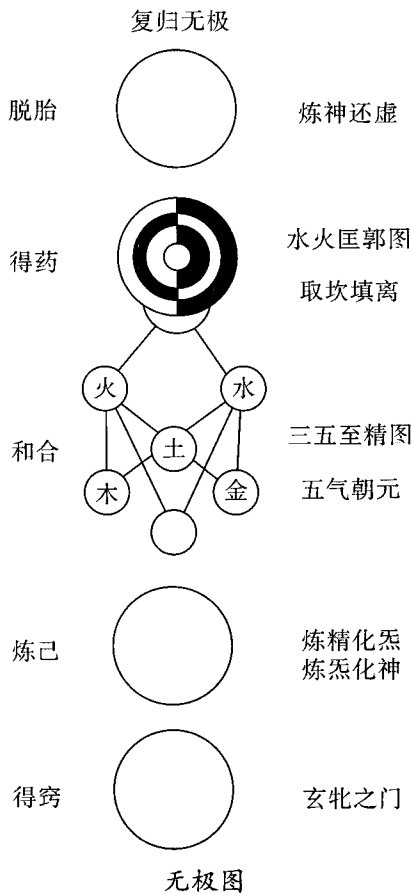 复归无极
脱胎
炼神还虚
得药
水火匡郭图
取坎填离
火
水
土
和合
三五至精图
木
金
五气朝元
炼己
炼精化炁
炼炁化神
得窍
玄牝之门
无极图